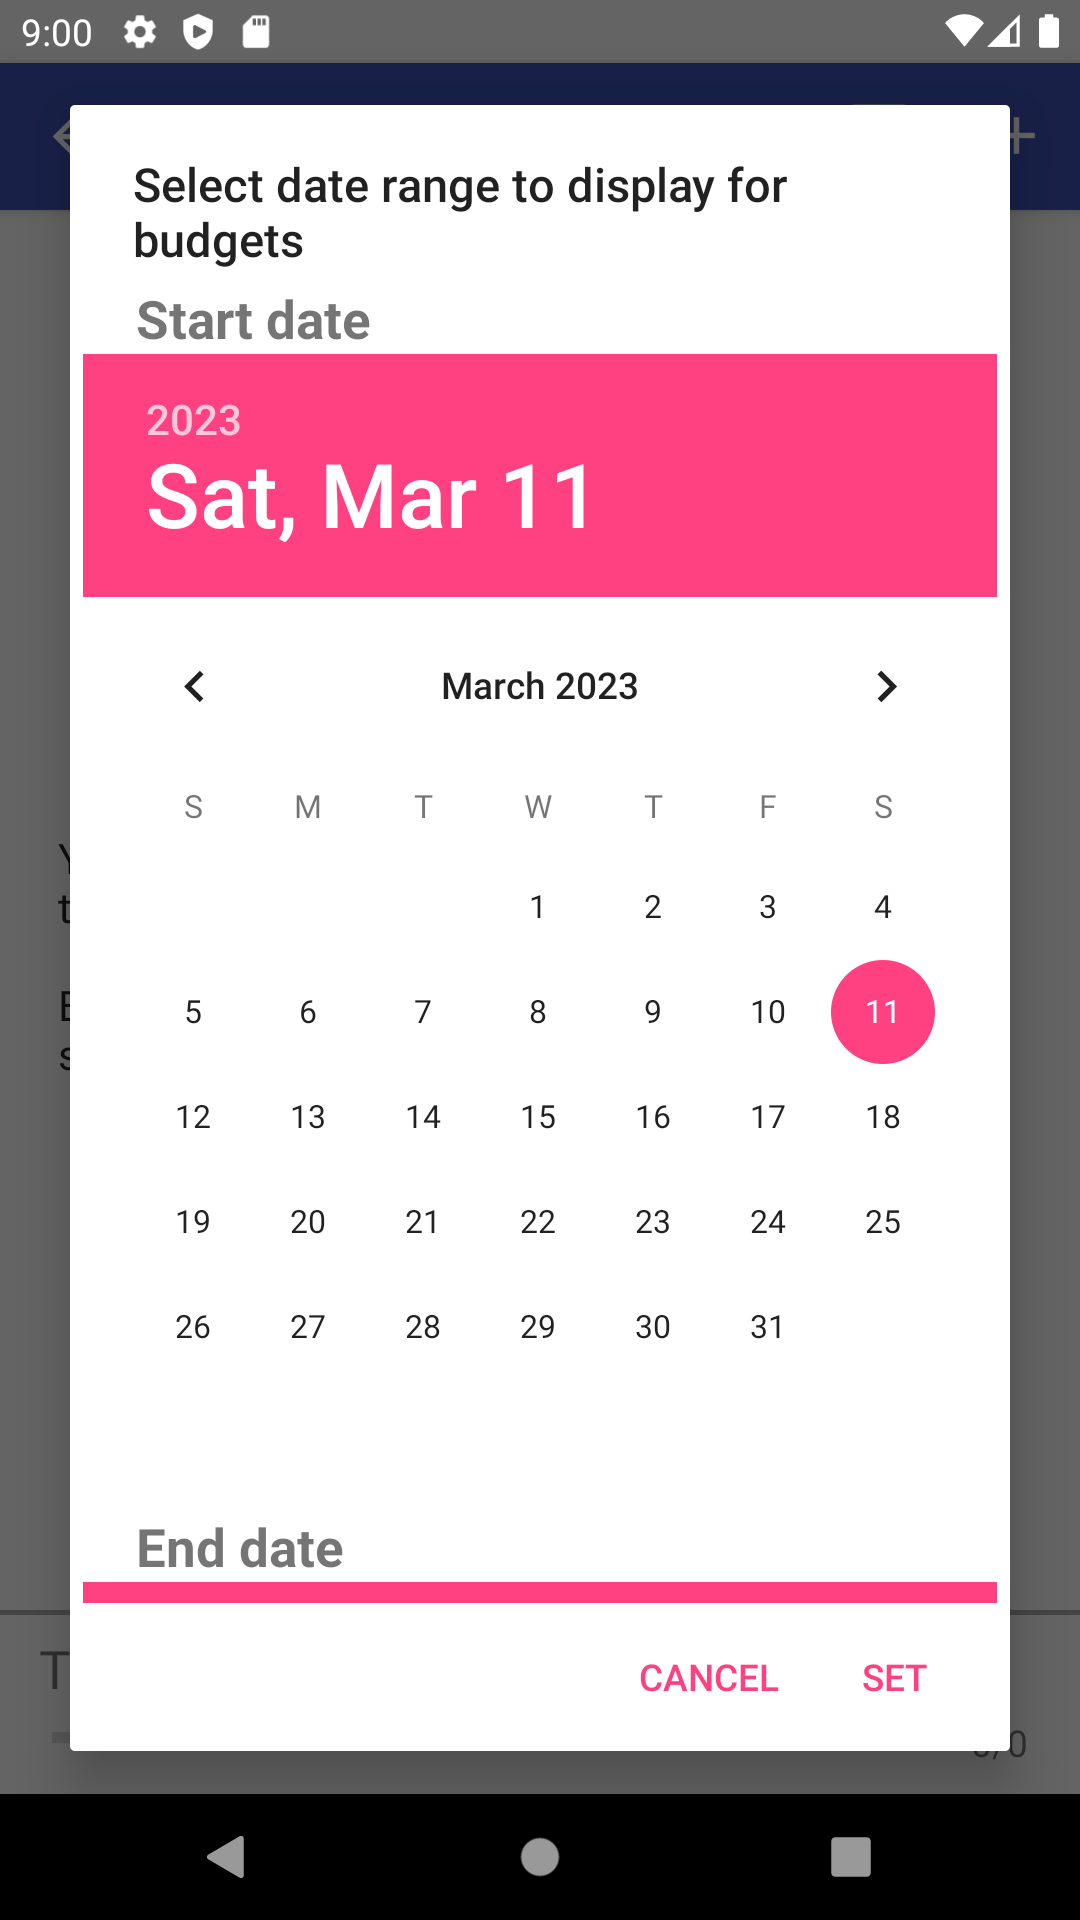 9:00
Select date range to display for
budgets
Start date
2023
Sat, Mar 11
March 2023
S M T W T F S
1 2 3 4
5 6 7 8 9 10 11
12 13 14 15 16 17 18
19 20 21 22 23 24 25
26 27 28 29 30 31
End date
CANCEL SET